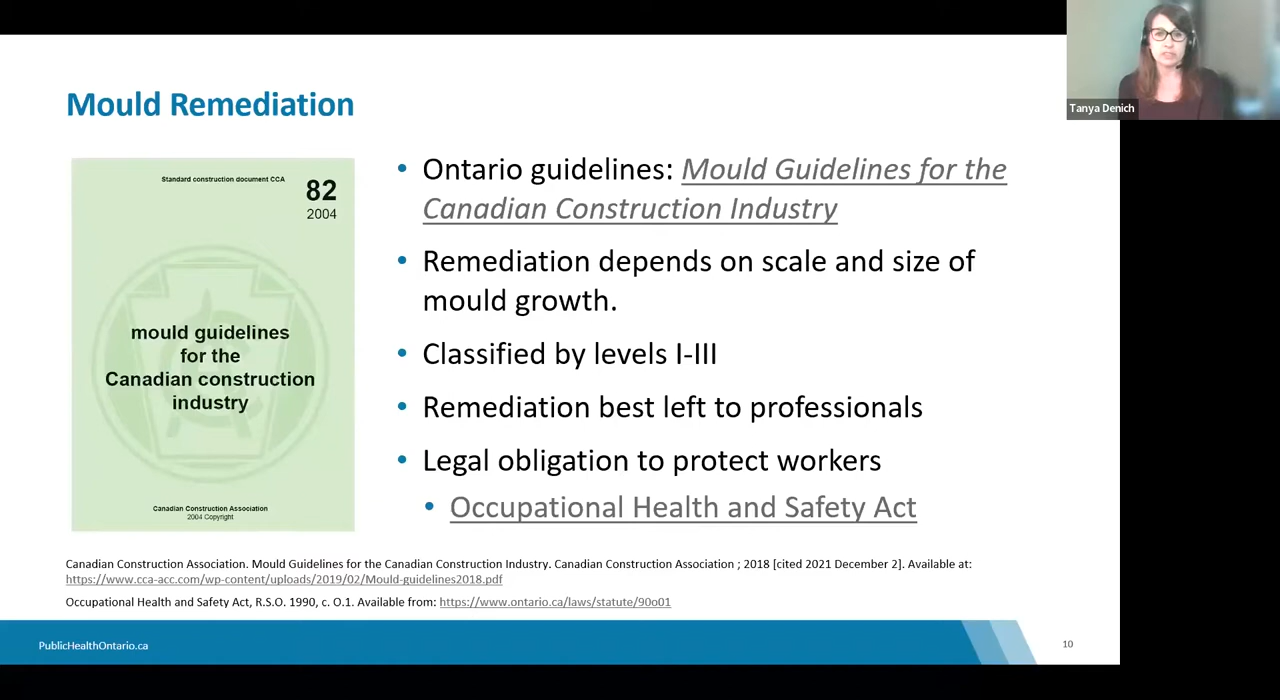 Tanya Denich
Mould Remediation
Standard construction document CCA
82
2004
mould guidelines
for the
Canadian construction
industry
Canadian Construction Association
2004 Copyright
• Ontario guidelines: Mould Guidelines for the
Canadian Construction Industry
• Remediation depends on scale and size of
mould growth.
• Classified by levels I-III
• Remediation best left to professionals
• Legal obligation to protect workers
• Occupational Health and Safety Act
Canadian Construction Association. Mould Guidelines for the Canadian Construction Industry. Canadian Construction Association ; 2018 [cited 2021 December 2]. Available at:
https://www.cca-acc.com/wp-content/uploads/2019/02/Mould-guidelines2018.pdf
Occupational Health and Safety Act, R.S.O. 1990, c. O.1. Available from: https://www.ontario.ca/laws/statute/90o01
PublicHealthOntario.ca
10